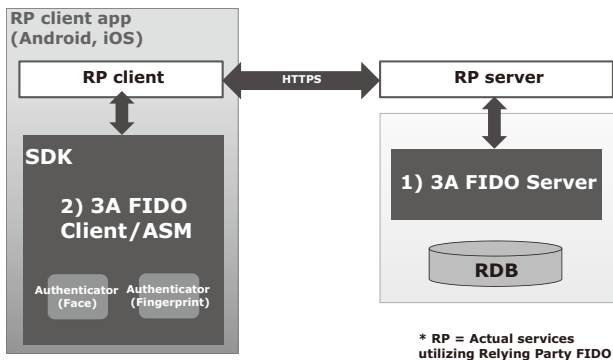 RP client app
(Android, iOS)
RP client
HTTPS
RP server
SDK
2) 3A FIDO
Client/ASM
Authenticator
(Face)
Authenticator
(Fingerprint)
1) 3A FIDO Server
RDB
* RP = Actual services
utilizing Relying Party FIDO